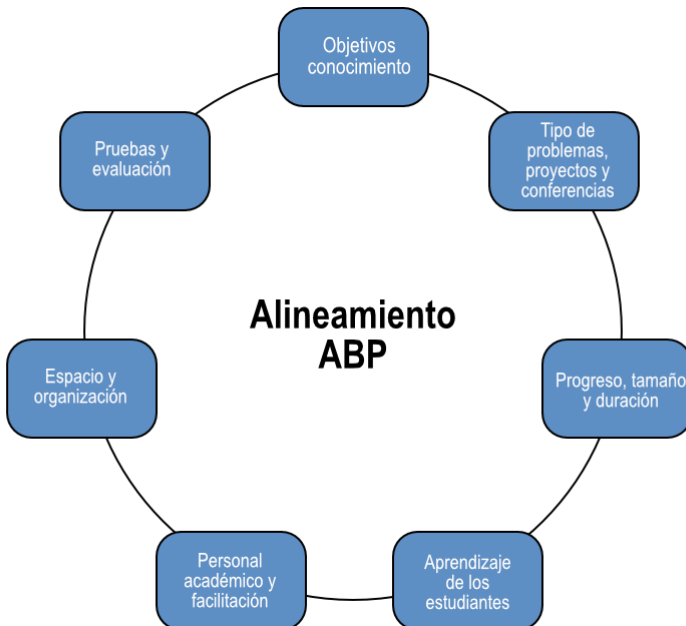 Objetivos
conocimiento
Tipo de
problemas,
proyectos y
conferencias
Progreso, tamaño
y duración
Aprendizaje
de los
estudiantes
Personal
académico y
facilitación
Espacio y
organización
Pruebas y
evaluación
Alineamiento
ABP